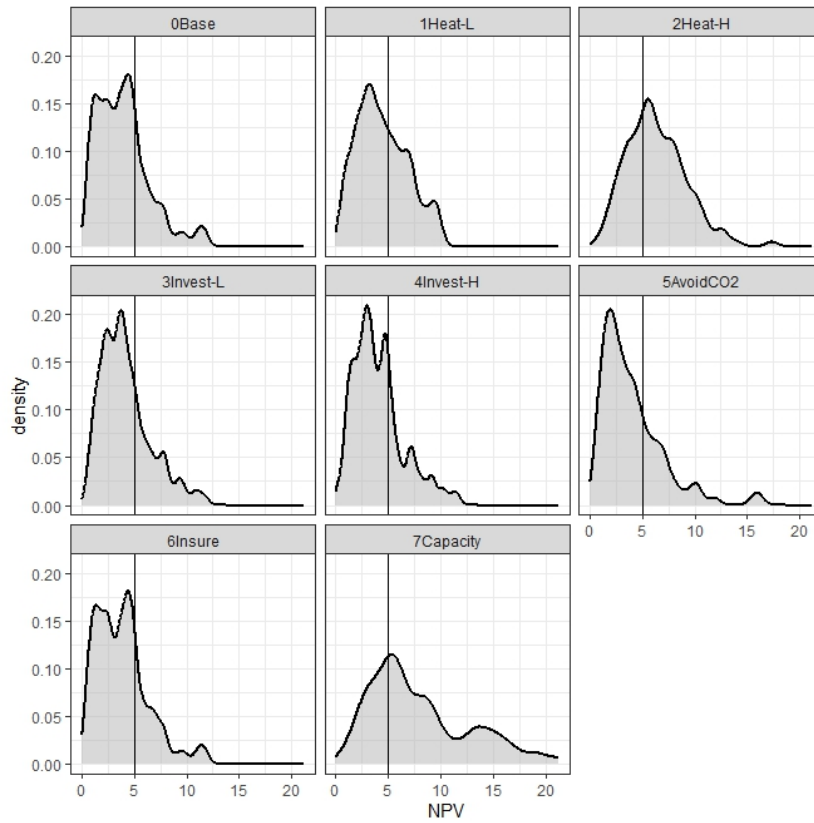 0Base 1Heat-L 2Heat-H
0.20
0.15
0.10
0.05
0.00
3Invest-L 4Invest-H 5AvoidCO2
0.20
0.15
0.10
0.05
0.00
density
0 5 10 15 20
6Insure 7Capacity
0.20
0.15
0.10
0.05
0.00
0 5 10 15 20 0 5 10 15 20
NPV